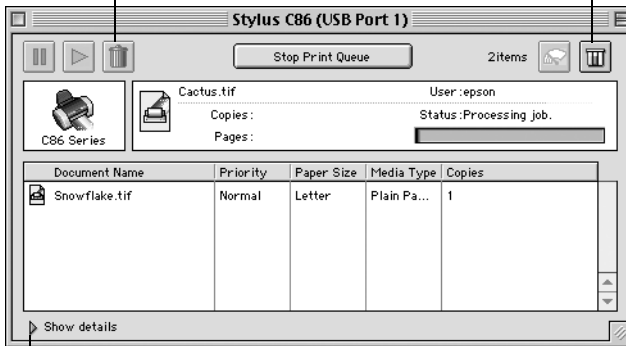 Stylus C86 (USB Port 1)
Stop Print Queue 2items
Cactus.tif User:epson
Copies: Status:Processing job.
C86 Series Pages:
Document Name Priority Paper Size Media Type Copies
Snowflake.tif Normal Letter Plain Pa... 1
Show details